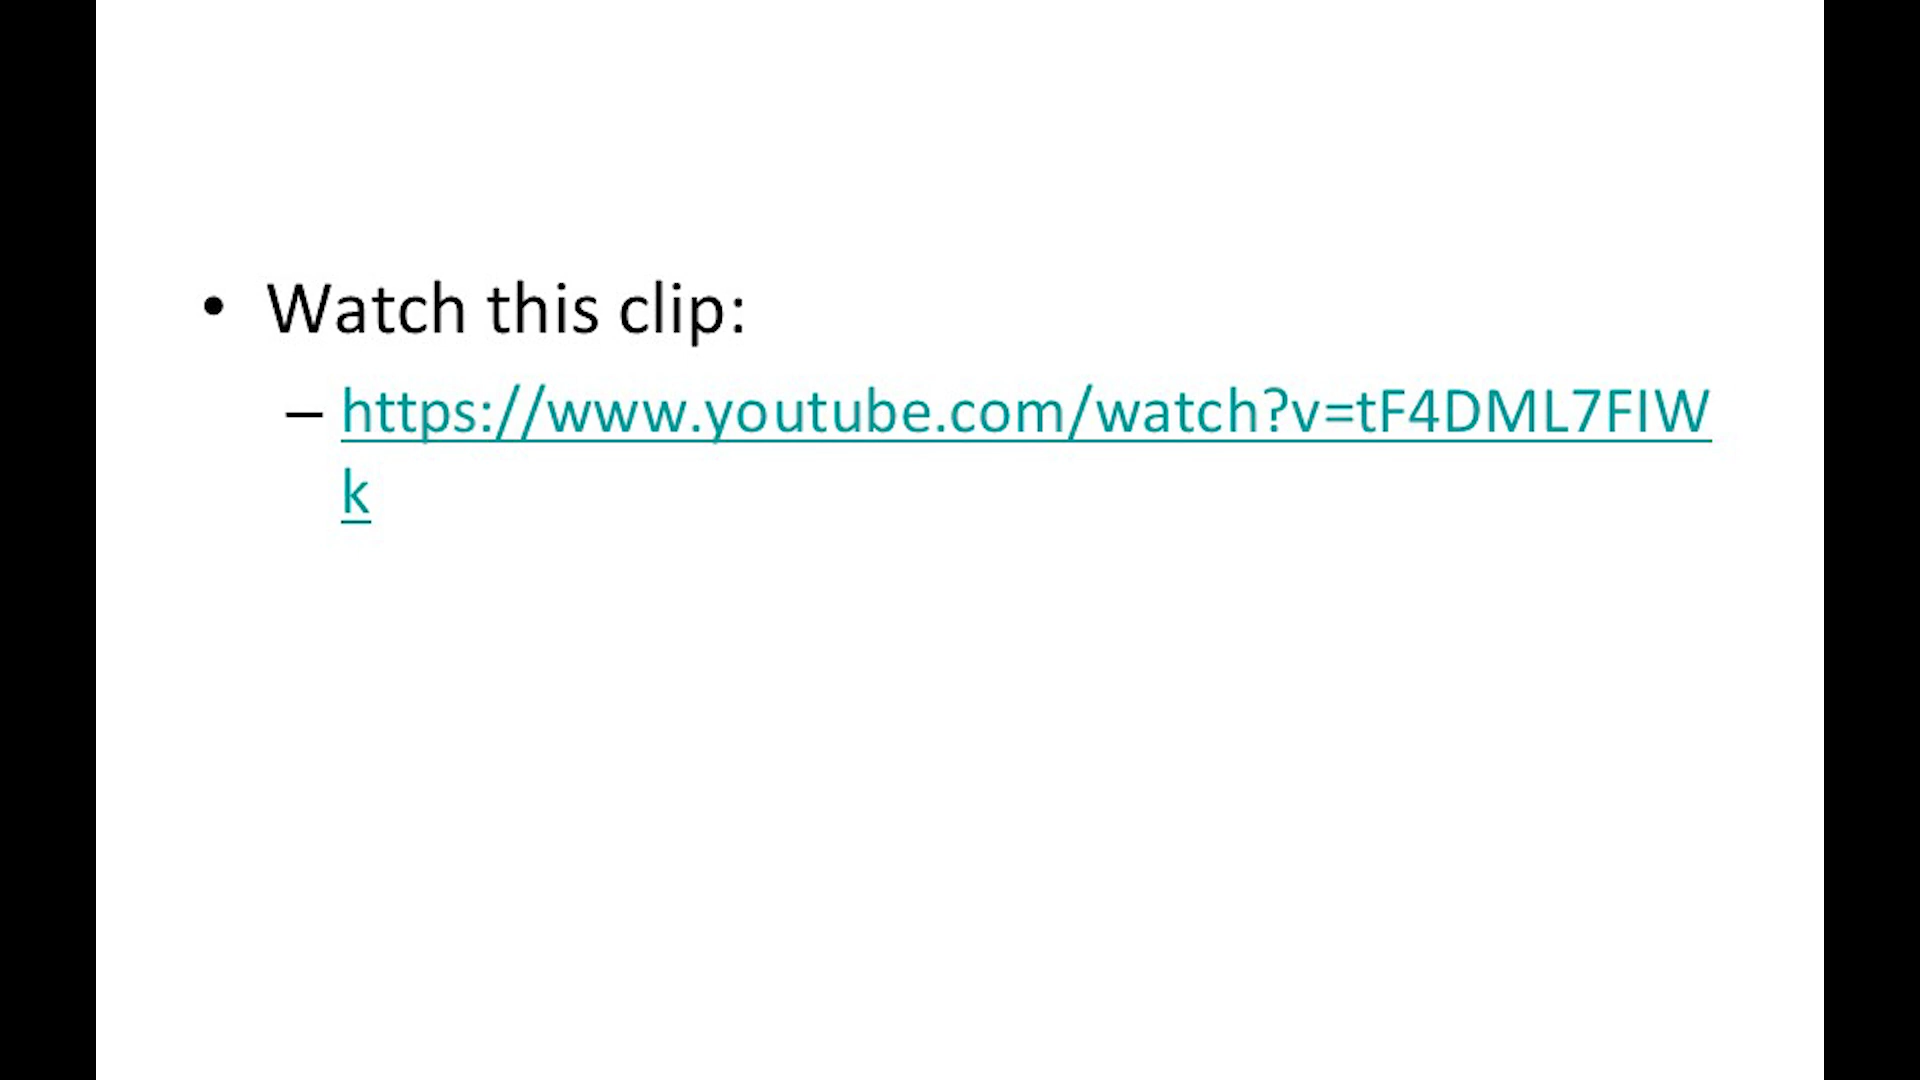 • Watch this clip:
– https://www.youtube.com/watch?v=tF4DML7FIW
k